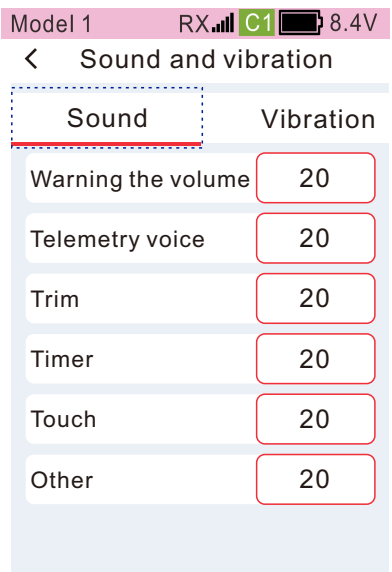 Model 1 RX C1 8.4V
< Sound and vibration
Sound Vibration
Warning the volume 20
Telemetry voice 20
Trim 20
Timer 20
Touch 20
Other 20